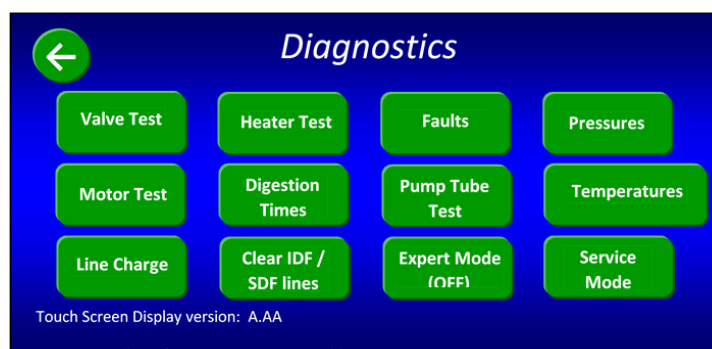 Diagnostics
Valve Test
Heater Test
Faults
Pressures
Motor Test
Digestion
Times
Pump Tube
Test
Temperatures
Line Charge
Clear IDF /
SDF lines
Expert Mode
(OFF)
Service
Mode
Touch Screen Display version: A.AA